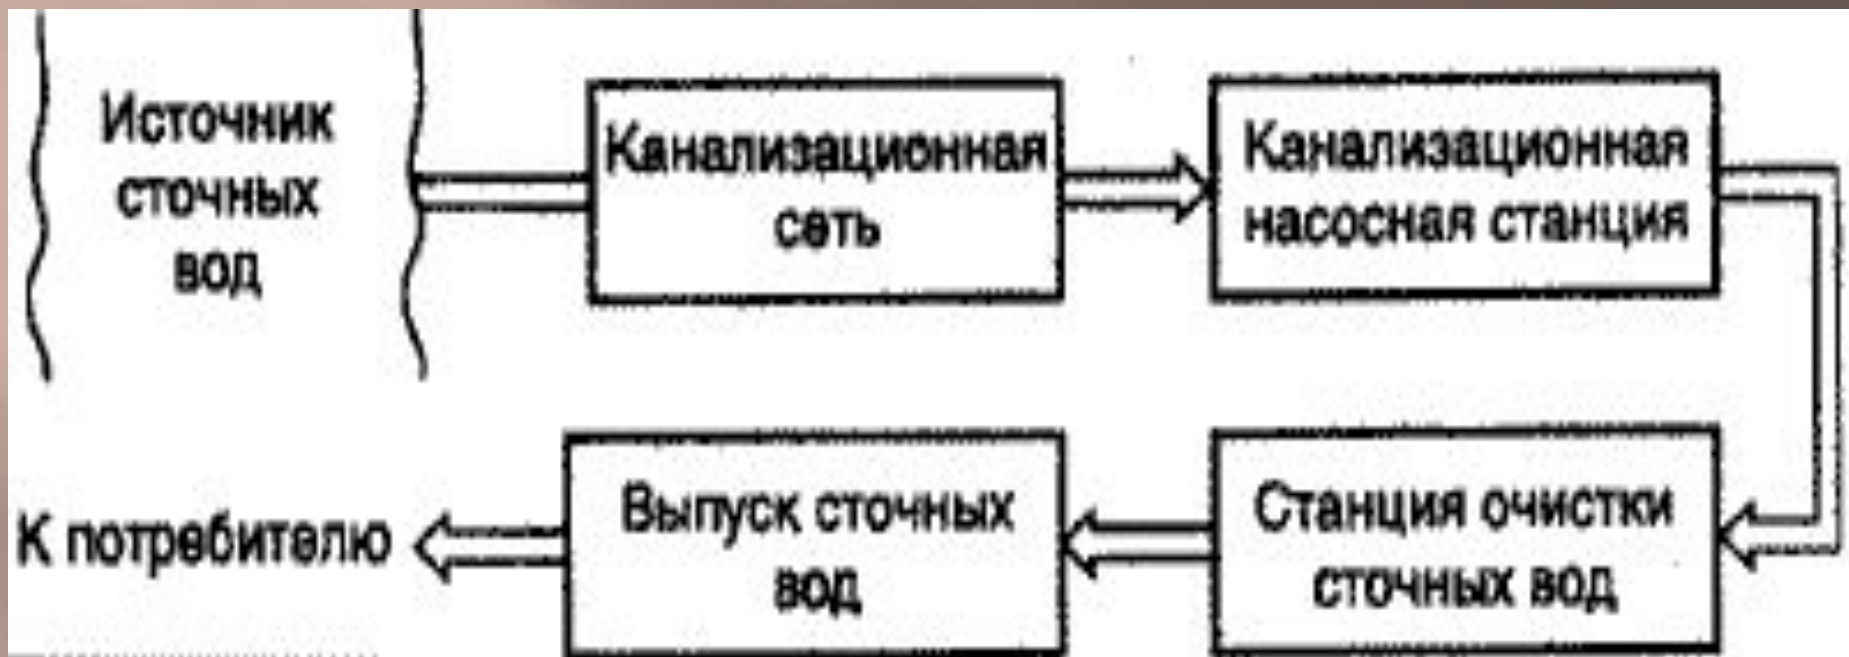 Источник
сточных
вод
Канализационная
сеть
Канализационная
насосная станция
Станция очистки
сточных вод
Выпуск сточных
вод
К потребителю